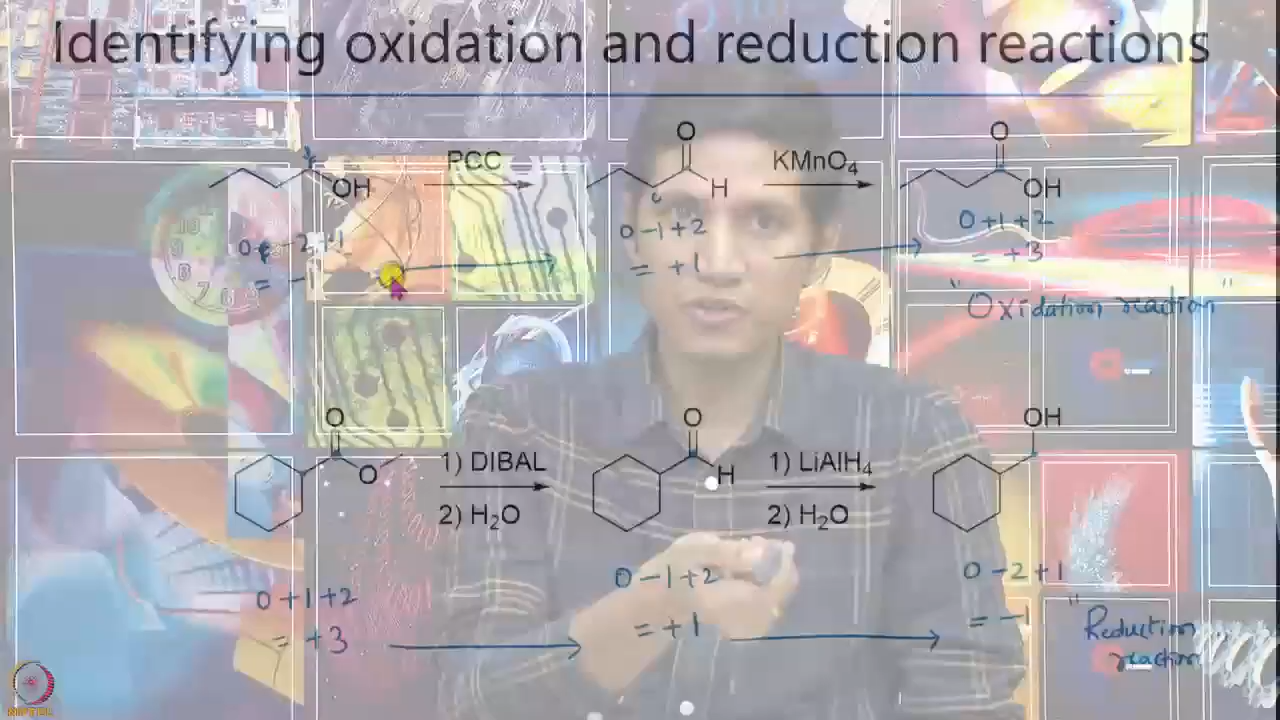 Identifying oxidation and reduction reactions
OH
PCC
O
H
KMnO₄
O
OH
0 -1 +2
= +1
0 +1 +2
= +3
"Oxidation reaction"
O
O
1) DIBAL
2) H₂O
O
H
1) LiAlH₄
2) H₂O
OH
0 +1 +2
= +3
0 -1 +2
= +1
0 -2 +1
= -1
"Reduction
reaction
NPTEL